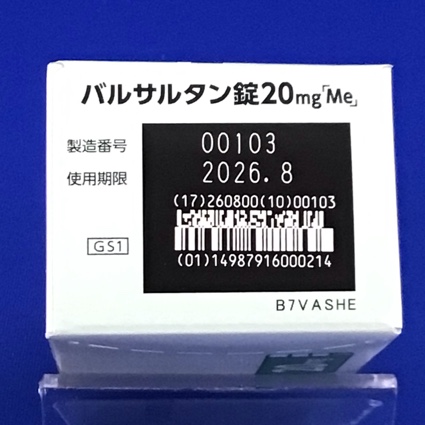 バルサルタン錠20mg「Me」
製造番号 00103
使用期限 2026.8
(17)260800(10)00103
GS1
(01)14987916000214
B7VASHE